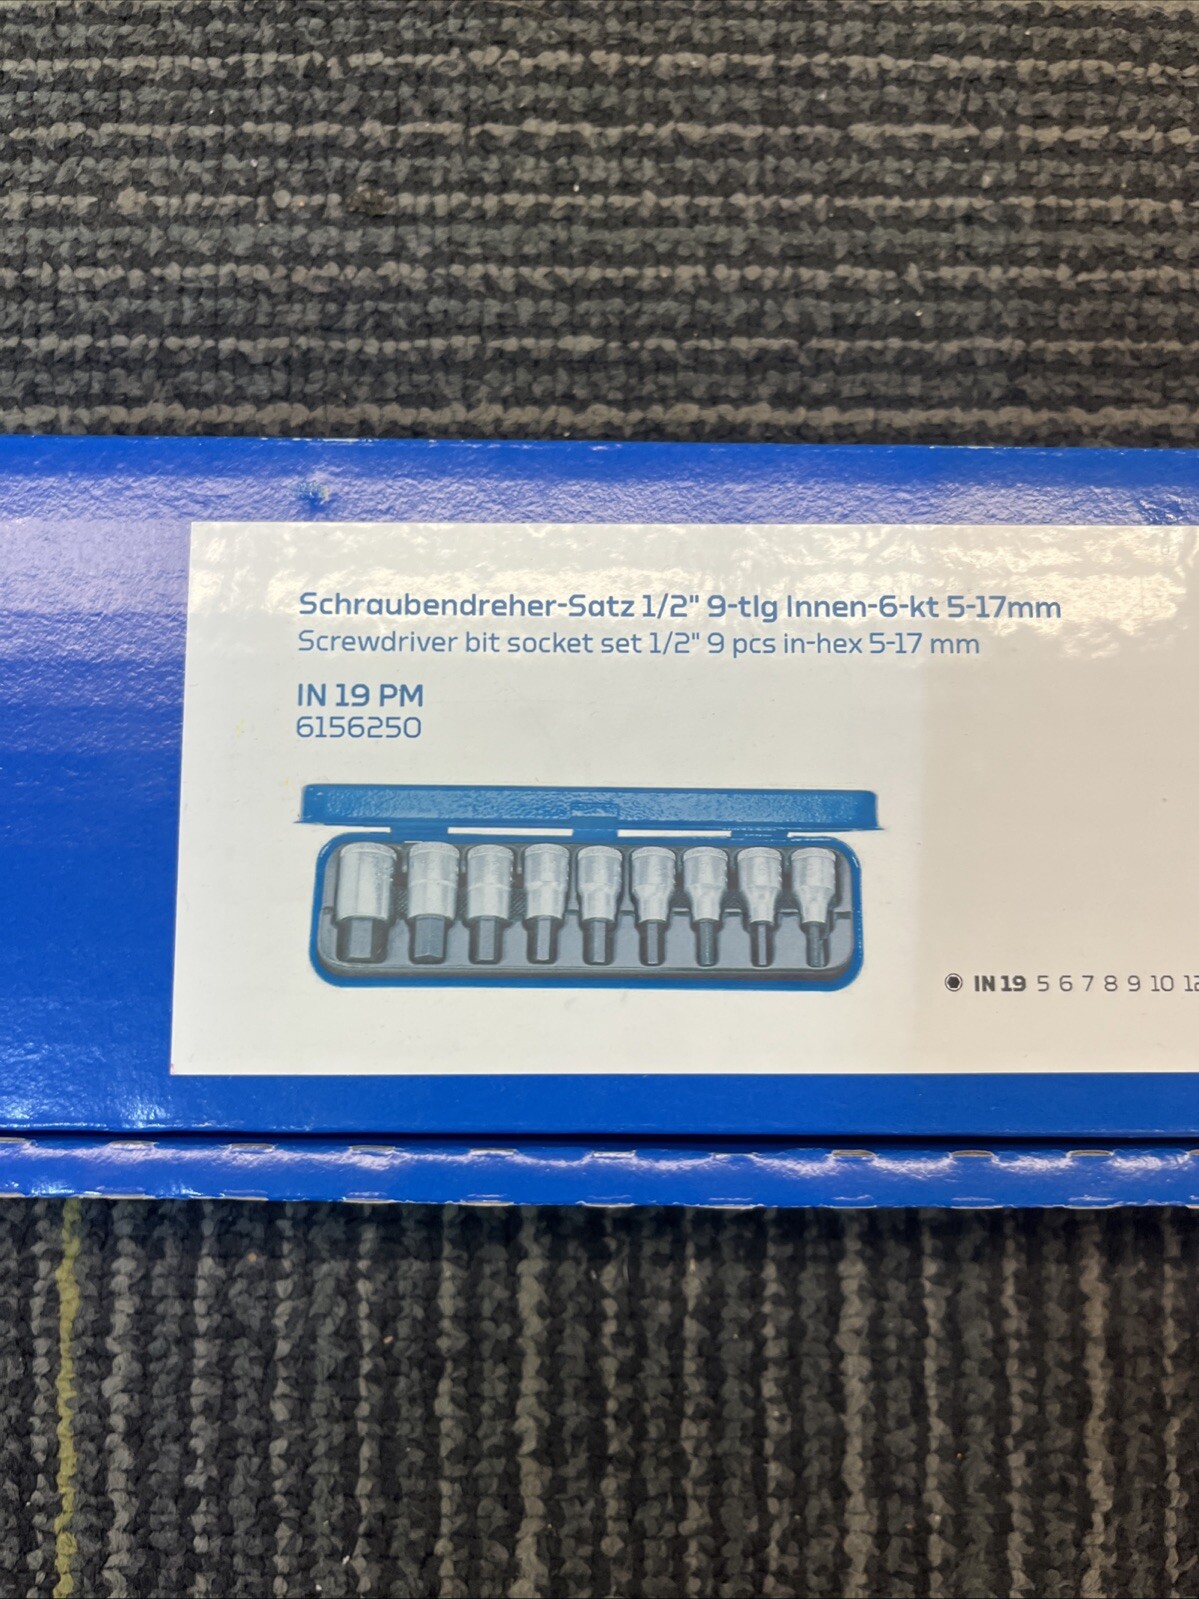 Schraubendreher-Satz 1/2" 9-tlg Innen-6-kt 5-17mm
Screwdriver bit socket set 1/2" 9 pcs in-hex 5-17 mm
IN 19 PM
6156250
IN 19 5 6 7 8 9 10 12